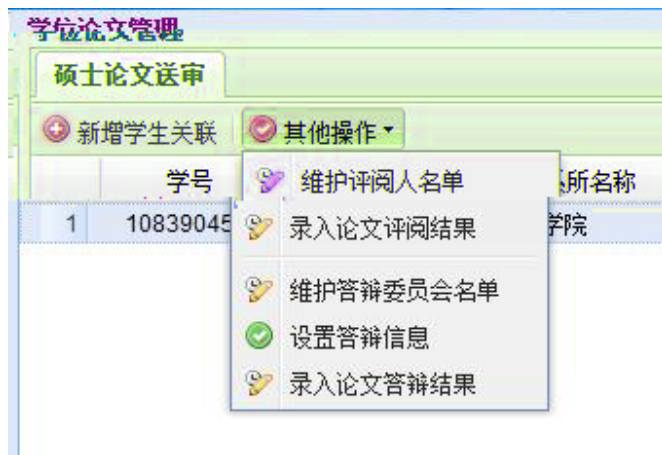 学位论文管理
硕士论文送审
新增学生关联 其他操作
学号 所名称
1 10839045 学院
维护评阅人名单
录入论文评阅结果
维护答辩委员会名单
设置答辩信息
录入论文答辩结果